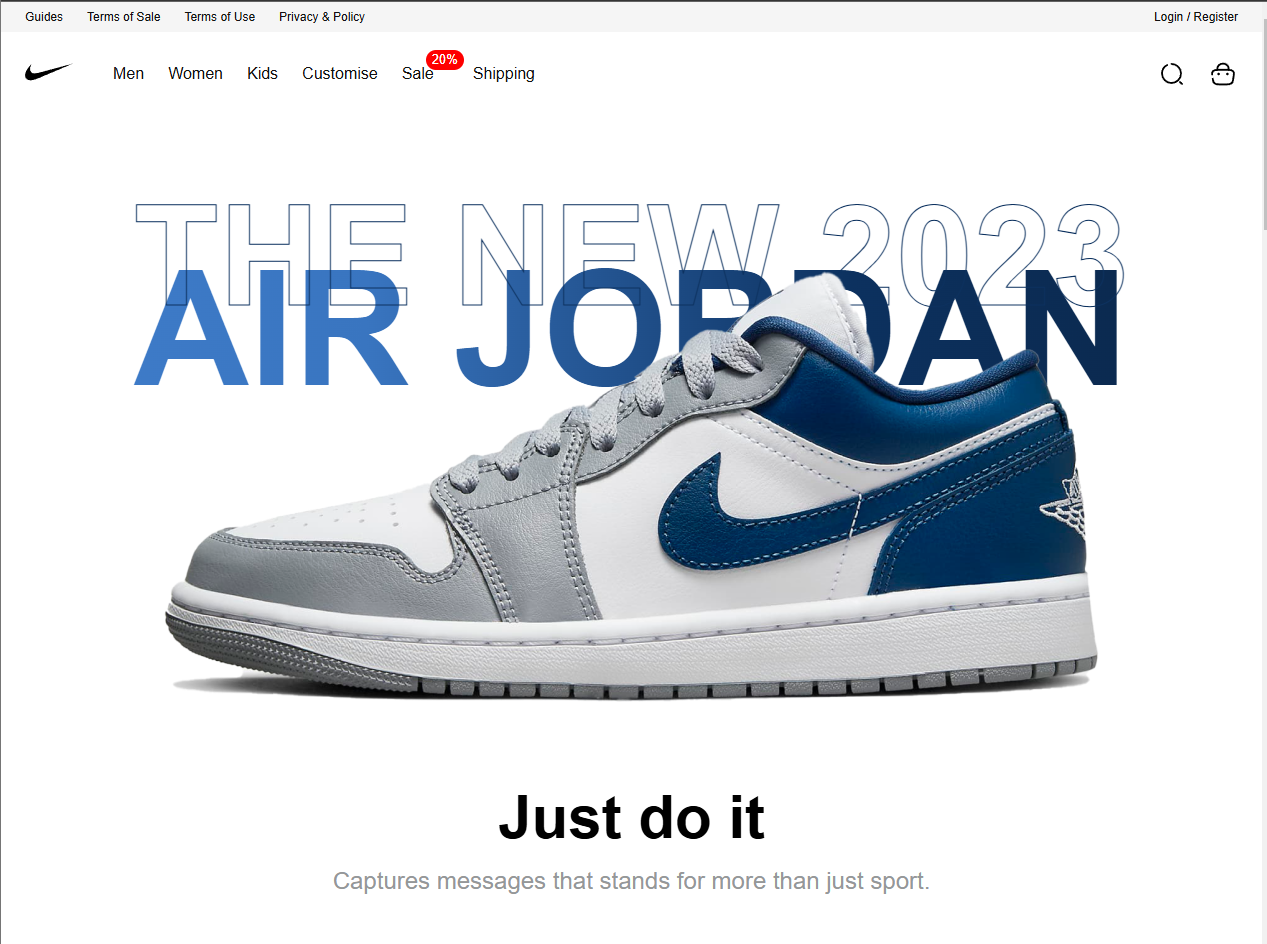 Guides Terms of Sale Terms of Use Privacy & Policy Login / Register
Men Women Kids Customise Sale 20% Shipping
THE NEW 2023
AIR JORDAN
Just do it
Captures messages that stands for more than just sport.